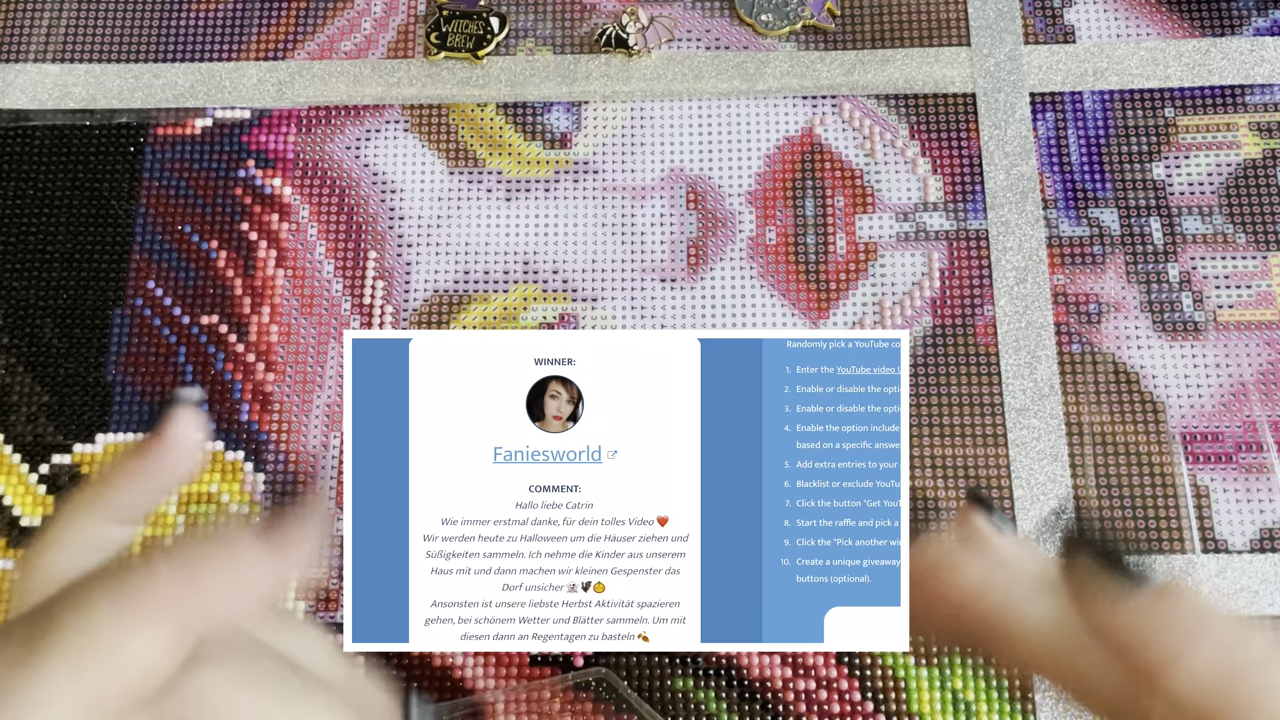 WITCHES
BREW
WINNER:
Faniesworld
COMMENT:
Hallo liebe Catrin
Wie immer erstmal danke, für dein tolles Video ❤️
Wir werden heute zu Halloween um die Häuser ziehen und
Süßigkeiten sammeln. Ich nehme die Kinder aus unserem
Haus mit und dann machen wir kleinen Gespenster das
Dorf unsicher 👻🐿️🎃
Ansonsten ist unsere liebste Herbst Aktivität spazieren
gehen, bei schönem Wetter und Blätter sammeln. Um mit
diesen dann an Regentagen zu basteln 🍂
Randomly pick a YouTube co
1. Enter the YouTube video
2. Enable or disable the opti
3. Enable or disable the opti
4. Enable the option include
based on a specific answe
5. Add extra entries to your
6. Blacklist or exclude YouTu
7. Click the button "Get YouT
8. Start the raffle and pick a
9. Click the "Pick another wi
10. Create a unique giveaway
buttons (optional).